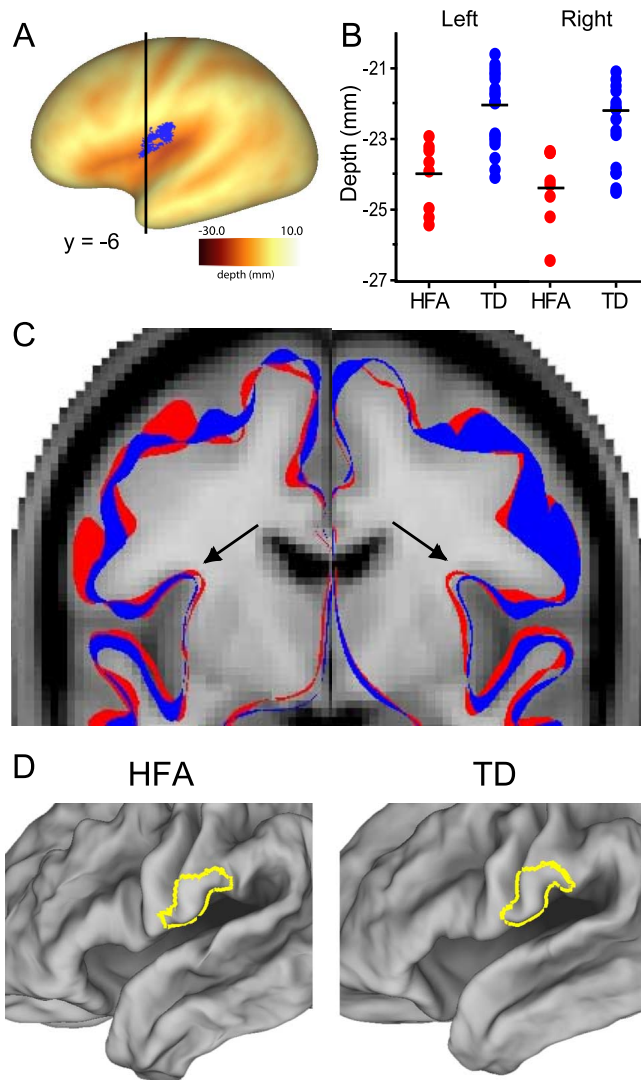 A
y = -6
-30.0 10.0
depth (mm)
B
Left Right
Depth (mm)
-21
-23
-25
-27
HFA TD HFA TD
C
D
HFA TD